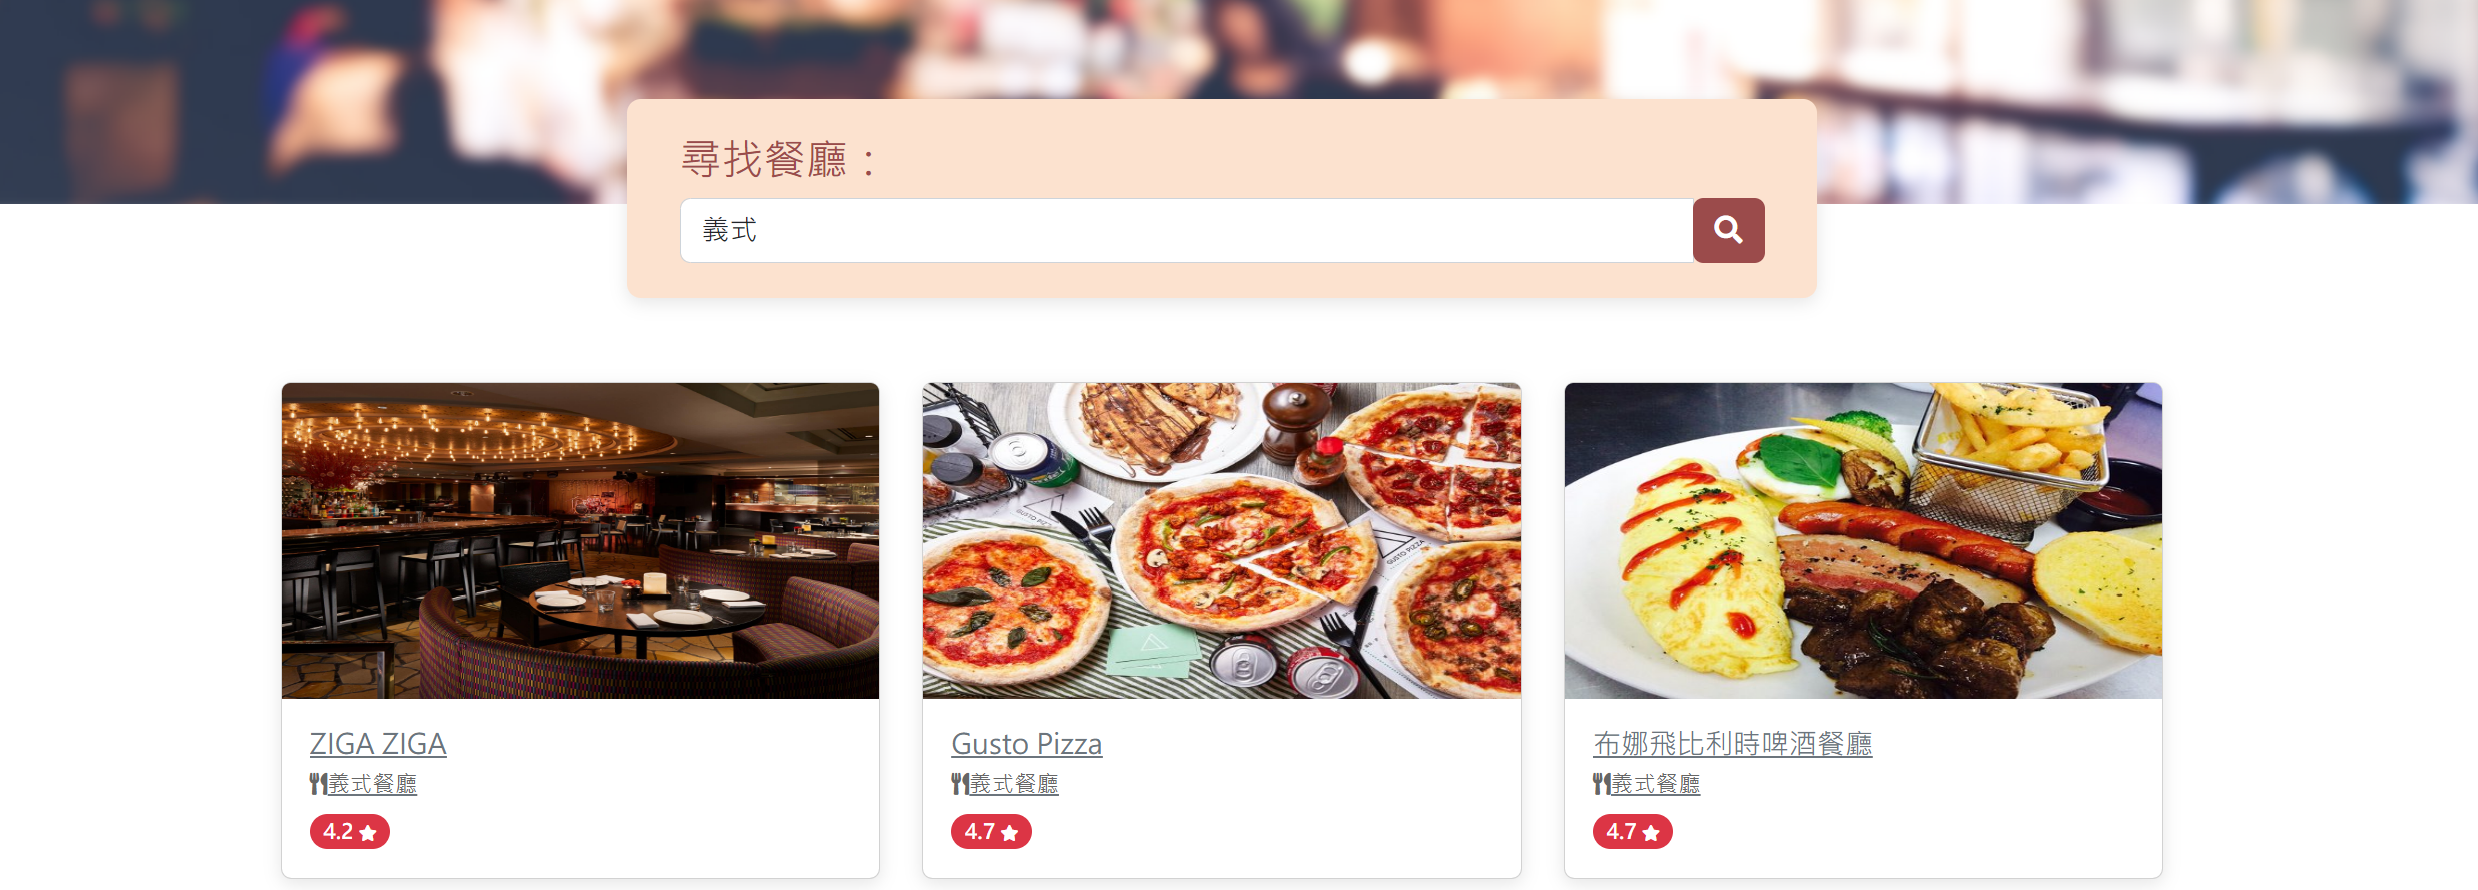 尋找餐廳：
義式
GUSTO PIZZA
ZIGA ZIGA
義式餐廳
4.2
Gusto Pizza
義式餐廳
4.7
布娜飛比利時啤酒餐廳
義式餐廳
4.7